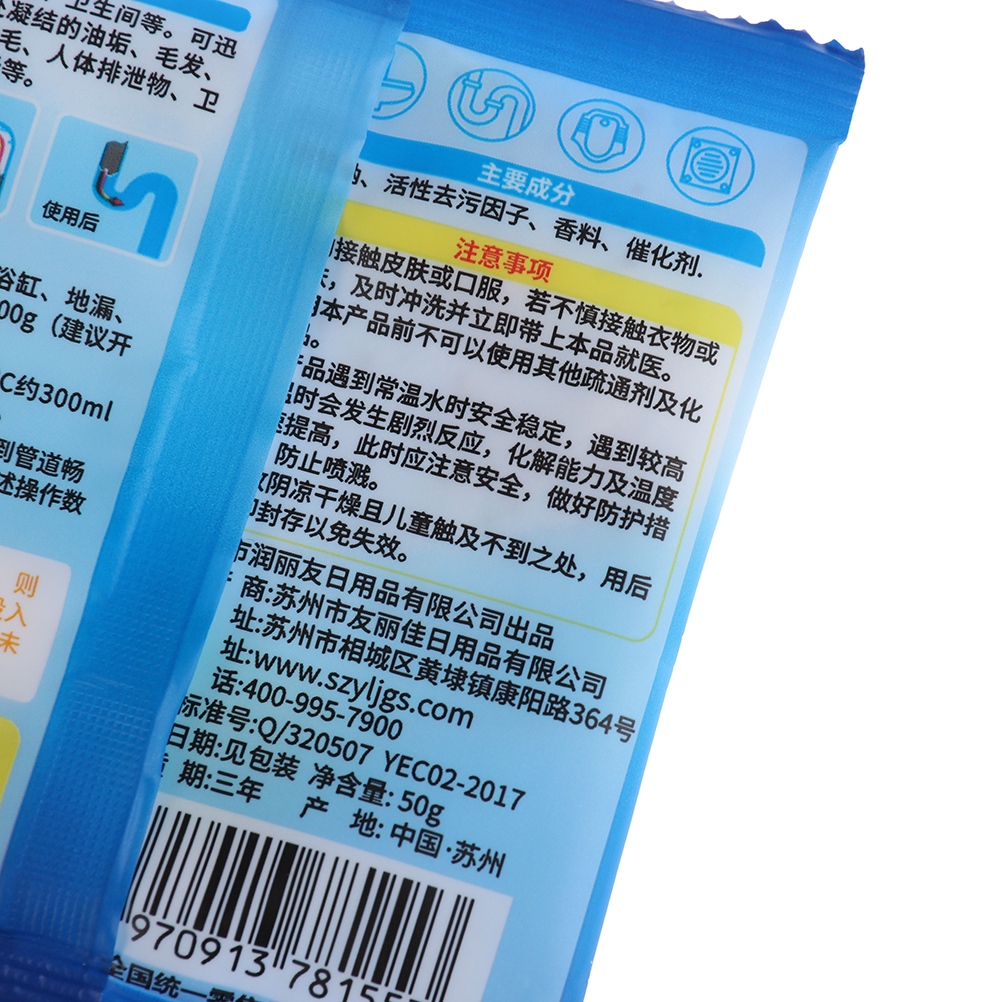 卫生间等。可迅
凝结的油垢、毛发、
毛、人体排泄物、卫
等。
使用后
浴缸、地漏、
00g（建议开
C约300ml
到管道畅
述操作数
则
投入
未
主要成分
、活性去污因子、香料、催化剂.
注意事项
接触皮肤或口服，若不慎接触衣物或
，及时冲洗并立即带上本品就医。
本产品前不可以使用其他疏通剂及化
品。
产品遇到常温水时安全稳定，遇到较高
温时会发生剧烈反应，化解能力及温度
提高，此时应注意安全，做好防护措
防止喷溅。
放阴凉干燥且儿童触及不到之处，用后
封存以免失效。
市润丽友日用品有限公司出品
商:苏州市友丽佳日用品有限公司
址:苏州市相城区黄埭镇康阳路364号
址:www.szyljgs.com
话:400-995-7900
标准号:Q/320507 YEC02-2017
日期:见包装 净含量: 50g
期:三年 产 地: 中国·苏州
970913 78155
全国统一零售